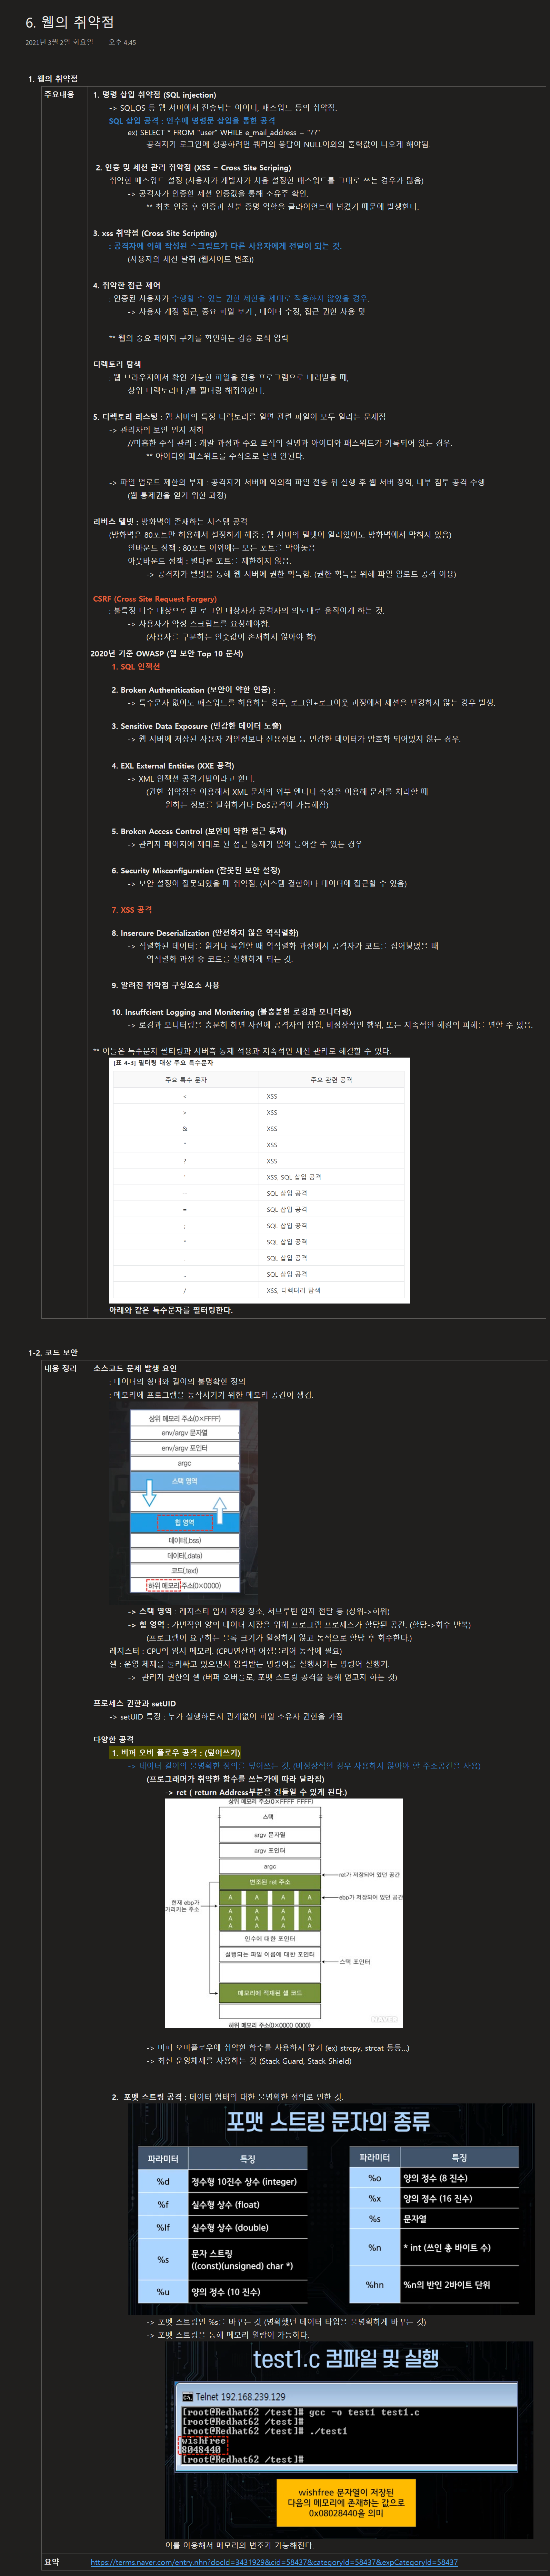 6. 웹의 취약점
2021년 3월 2일 화요일 오후 4:45
1. 웹의 취약점
주요내용
1. 명령 삽입 취약점 (SQL injection)
-> SQL,OS 등 웹 서버에서 전송되는 아이디, 패스워드 등의 취약점.
SQL 삽입 공격 : 인수에 명령문 삽입을 통한 공격
ex) SELECT * FROM "user" WHILE e_mail_address = "??"
공격자가 로그인에 성공하려면 쿼리의 응답이 NULL이외의 출력값이 나오게 해야됨.
2. 인증 및 세션 관리 취약점 (XSS = Cross Site Scriping)
취약한 패스워드 설정 (사용자가 개발자가 처음 설정한 패스워드를 그대로 쓰는 경우가 많음)
-> 공격자가 인증한 세션 인증값을 통해 소유주 확인.
** 최초 인증 후 인증과 신분 증명 역할을 클라이언트에 넘겼기 때문에 발생한다.
3. xss 취약점 (Cross Site Scripting)
: 공격자에 의해 작성된 스크립트가 다른 사용자에게 전달이 되는 것.
(사용자의 세션 탈취 (웹사이트 변조))
4. 취약한 접근 제어
: 인증된 사용자가 수행할 수 있는 권한 제한을 제대로 적용하지 않았을 경우.
-> 사용자 계정 접근, 중요 파일 보기 , 데이터 수정, 접근 권한 사용 및
** 웹의 중요 페이지 쿠키를 확인하는 검증 로직 입력
디렉토리 탐색
: 웹 브라우저에서 확인 가능한 파일을 전용 프로그램으로 내려받을 때,
상위 디렉토리나 /를 필터링 해줘야한다.
5. 디렉토리 리스팅 : 웹 서버의 특정 디렉토리를 열면 관련 파일이 모두 열리는 문제점
-> 관리자의 보안 인지 저하
//미흡한 주석 관리 : 개발 과정과 주요 로직의 설명과 아이디와 패스워드가 기록되어 있는 경우.
** 아이디와 패스워드를 주석으로 달면 안된다.
-> 파일 업로드 제한의 부재 : 공격자가 서버에 악의적 파일 전송 뒤 실행 후 웹 서버 장악, 내부 침투 공격 수행
(웹 통제권을 얻기 위한 과정)
리버스 텔넷 : 방화벽이 존재하는 시스템 공격
(방화벽은 80포트만 허용해서 설정하게 해줌 : 웹 서버의 텔넷이 열려있어도 방화벽에서 막혀져 있음)
인바운드 정책 : 80포트 이외에는 모든 포트를 막아놓음
아웃바운드 정책 : 별다른 포트를 제한하지 않음.
-> 공격자가 텔넷을 통해 웹 서버에 권한 획득함. (권한 획득을 위해 파일 업로드 공격 이용)
CSRF (Cross Site Request Forgery)
: 불특정 다수 대상으로 된 로그인 대상자가 공격자의 의도대로 움직이게 하는 것.
-> 사용자가 악성 스크립트를 요청해야함.
(사용자를 구분하는 인숫값이 존재하지 않아야 함)
2020년 기준 OWASP (웹 보안 Top 10 문서)
1. SQL 인젝션
2. Broken Authenitication (보안이 약한 인증) :
-> 특수문자 없이도 패스워드를 허용하는 경우, 로그인+로그아웃 과정에서 세션을 변경하지 않는 경우 발생.
3. Sensitive Data Exposure (민감한 데이터 노출)
-> 웹 서버에 저장된 사용자 개인정보나 신용정보 등 민감한 데이터가 암호화 되어있지 않는 경우.
4. EXL External Entities (XXE 공격)
-> XML 인젝션 공격기법이라고 한다.
(권한 취약점을 이용해서 XML 문서의 외부 엔티티 속성을 이용해 문서를 처리할 때
원하는 정보를 탈취하거나 DoS공격이 가능해짐)
5. Broken Access Control (보안이 약한 접근 통제)
-> 관리자 페이지에 제대로 된 접근 통제가 없어 들어갈 수 있는 경우
6. Security Misconfiguration (잘못된 보안 설정)
-> 보안 설정이 잘못되었을 때 취약점. (시스템 결함이나 데이터에 접근할 수 있음)
7. XSS 공격
8. Insercure Deserialization (안전하지 않은 역직렬화)
-> 직렬화된 데이터를 읽거나 복원할 때 역직렬화 과정에서 공격자가 코드를 집어넣었을 때
역직렬화 과정 중 코드를 실행하게 되는 것.
9. 알려진 취약점 구성요소 사용
10. Insuffcient Logging and Monitering (불충분한 로깅과 모니터링)
-> 로깅과 모니터링을 충분히 하면 사전에 공격자의 침입, 비정상적인 행위, 또는 지속적인 해킹의 피해를 면할 수 있음.
** 이들은 특수문자 필터링과 서버측 통제 적용과 지속적인 세션 관리로 해결할 수 있다.
[표 4-3] 필터링 대상 주요 특수문자
주요 특수 문자 주요 관련 공격
< XSS
> XSS
& XSS
" XSS
? XSS
' XSS, SQL 삽입 공격
-- SQL 삽입 공격
= SQL 삽입 공격
; SQL 삽입 공격
* SQL 삽입 공격
. SQL 삽입 공격
.. SQL 삽입 공격
/ XSS, 디렉터리 탐색
아래와 같은 특수문자를 필터링한다.
1-2. 코드 보안
내용 정리
소스코드 문제 발생 요인
: 데이터의 형태와 길이의 불명확한 정의
: 메모리에 프로그램을 동작시키기 위한 메모리 공간이 생김.
상위 메모리 주소(0×FFFF)
env/argv 문자열
env/argv 포인터
argc
스택 영역
힙 영역
데이터(.bss)
데이터(.data)
코드(.text)
하위 메모리 주소(0×0000)
-> 스택 영역 : 레지스터 임시 저장 장소, 서브루틴 인자 전달 등 (상위->하위)
-> 힙 영역 : 가변적인 양의 데이터 저장을 위해 프로그램 프로세스가 할당된 공간. (할당->회수 반복)
(프로그램이 요구하는 블록 크기가 일정하지 않고 동적으로 할당 후 회수한다.)
레지스터 : CPU의 임시 메모리. (CPU연산과 어셈블리어 동작에 필요)
셸 : 운영 체제를 둘러싸고 있으면서 입력받는 명령어를 실행시키는 명령어 실행기.
-> 관리자 권한의 셸 (버퍼 오버플로, 포맷 스트링 공격을 통해 얻고자 하는 것)
프로세스 권한과 setUID
-> setUID 특징 : 누가 실행하든지 관계없이 파일 소유자 권한을 가짐
다양한 공격
1. 버퍼 오버 플로우 공격 : (덮어쓰기)
-> 데이터 길이의 불명확한 정의를 덮어쓰는 것. (비정상적인 경우 사용하지 않아야 할 주소공간을 사용)
(프로그래머가 취약한 함수를 쓰는가에 따라 달라짐)
-> ret ( return Address부분을 건들일 수 있게 된다.)
상위 메모리 주소(0×FFFF FFFF)
스택
argv 문자열
argv 포인터
argc
변조된 ret 주소
ret가 저장되어 있던 공간
A A A A
ebp가 저장되어 있던 공간
현재 ebp가
가리키는 주소
A A A A
A A A A
A A A A
인수에 대한 포인터
실행되는 파일 이름에 대한 포인터
스택 포인터
메모리에 적재된 셸 코드
하위 메모리 주소(0×0000 0000)
NAVER
-> 버퍼 오버플로우에 취약한 함수를 사용하지 않기 (ex) strcpy, strcat 등등...)
-> 최신 운영체제를 사용하는 것 (Stack Guard, Stack Shield)
2. 포멧 스트링 공격 : 데이터 형태의 대한 불명확한 정의로 인한 것.
포맷 스트링 문자의 종류
파라미터 특징
%d 정수형 10진수 상수 (integer)
%f 실수형 상수 (float)
%lf 실수형 상수 (double)
%s 문자 스트링
((const)(unsigned) char *)
%u 양의 정수 (10 진수)
파라미터 특징
%o 양의 정수 (8 진수)
%x 양의 정수 (16 진수)
%s 문자열
%n * int (쓰인 총 바이트 수)
%hn %n의 반인 2바이트 단위
-> 포맷 스트링인 %s를 바꾸는 것 (명확했던 데이터 타입을 불명확하게 바꾸는 것)
-> 포맷 스트링을 통해 메모리 열람이 가능하다.
test1.c 컴파일 및 실행
Telnet 192.168.239.129
[root@Redhat62 /test]# gcc -o test1 test1.c
[root@Redhat62 /test]#
[root@Redhat62 /test]# ./test1
wishfree
8048440
[root@Redhat62 /test]#
wishfree 문자열이 저장된
다음의 메모리에 존재하는 값으로
0x08028440을 의미
이를 이용해서 메모리의 변조가 가능해진다.
요약
https://terms.naver.com/entry.nhn?docId=3431929&cid=58437&categoryId=58437&expCategoryId=58437